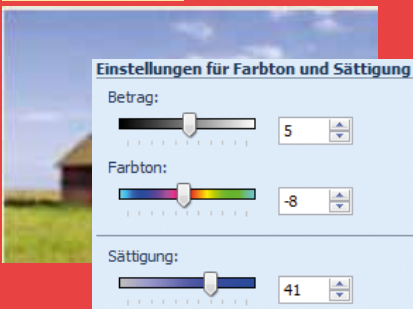 Einstellungen für Farbton und Sättigung
Betrag:
5
Farbton:
-8
Sättigung:
41